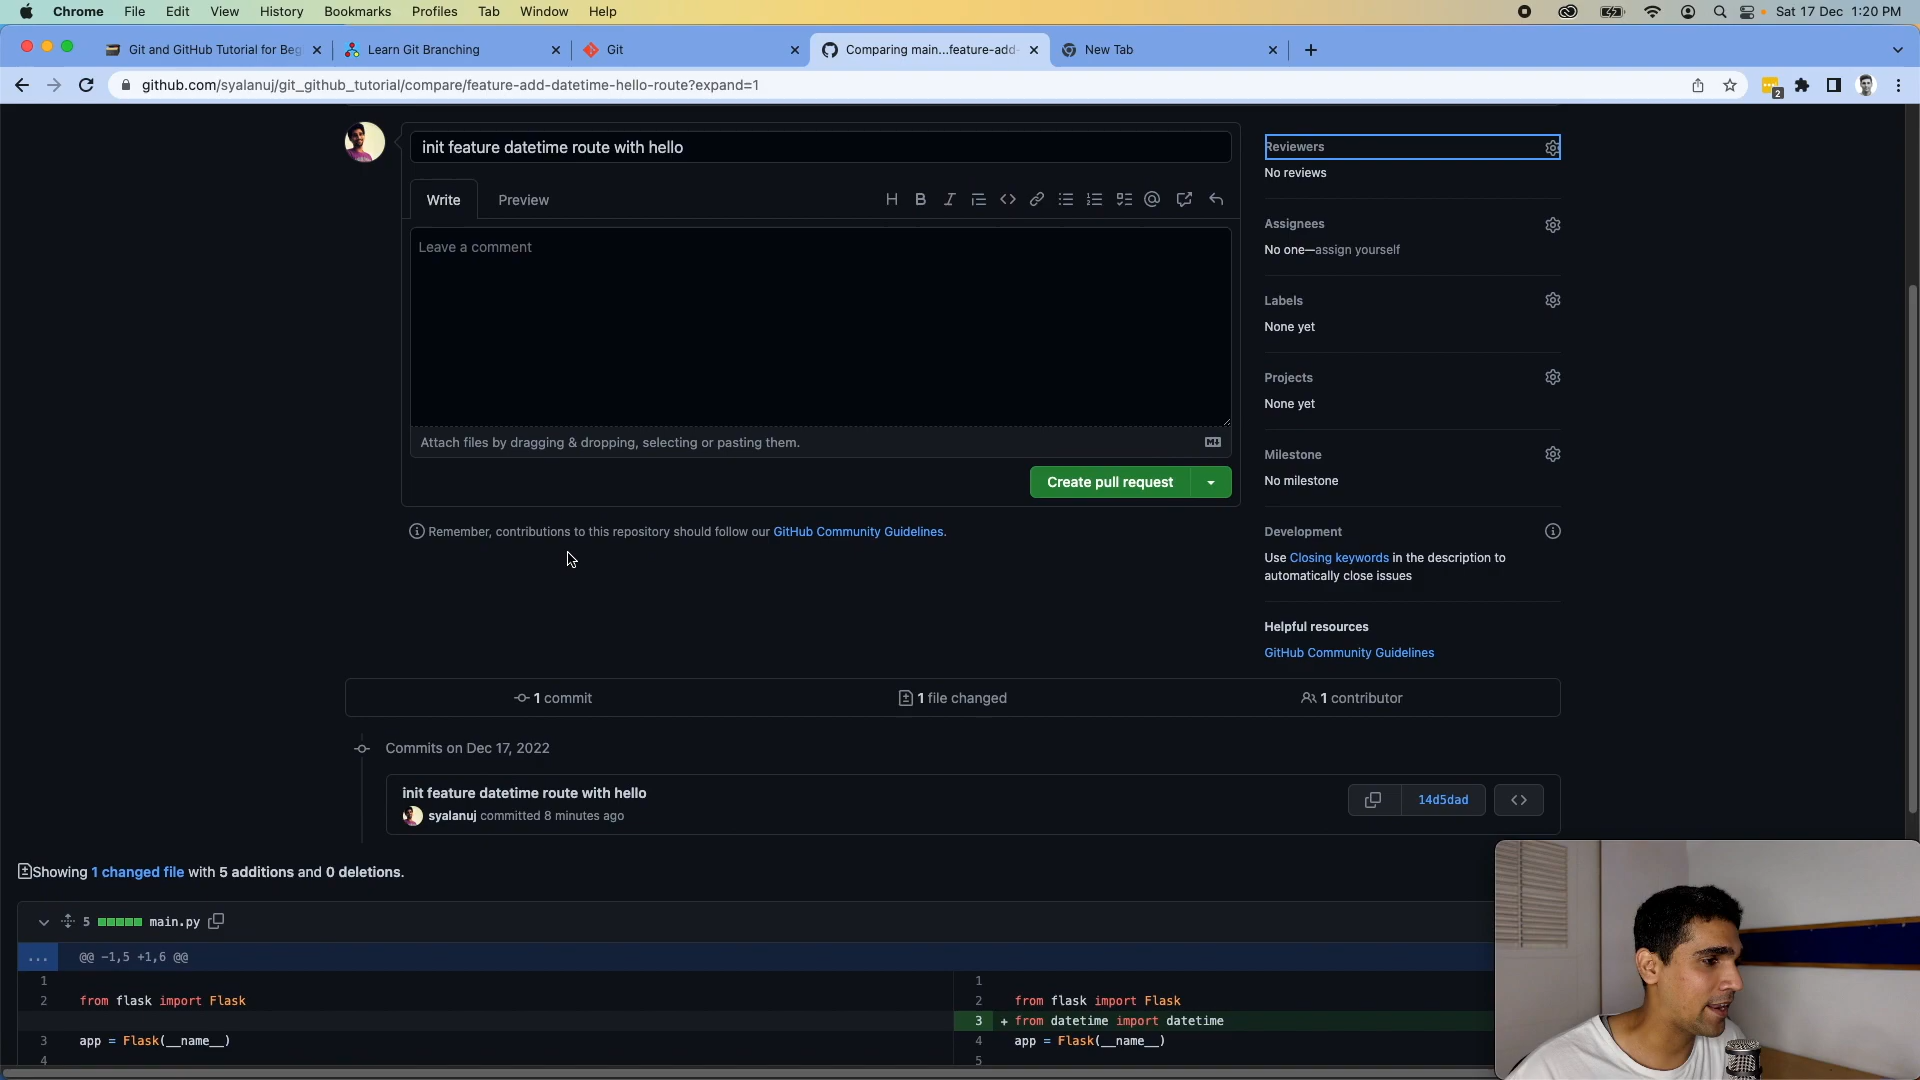 Chrome File Edit View History Bookmarks Profiles Tab Window Help Sat 17 Dec 1:20 PM
Git and GitHub Tutorial for Beg Learn Git Branching Git Comparing main...feature-add- New Tab
github.com/syalanuj/git_github_tutorial/compare/feature-add-datetime-hello-route?expand=1 2
init feature datetime route with hello
Write Preview
Leave a comment
Attach files by dragging & dropping, selecting or pasting them.
Create pull request
Remember, contributions to this repository should follow our GitHub Community Guidelines.
Reviewers
No reviews
Assignees
No one—assign yourself
Labels
None yet
Projects
None yet
Milestone
No milestone
Development
Use Closing keywords in the description to
automatically close issues
Helpful resources
GitHub Community Guidelines
1 commit 1 file changed 1 contributor
Commits on Dec 17, 2022
init feature datetime route with hello
syalanuj committed 8 minutes ago
14d5dad
Showing 1 changed file with 5 additions and 0 deletions.
5 main.py
... @@ -1,5 +1,6 @@
1 1
2 from flask import Flask 2 from flask import Flask
3 + from datetime import datetime
3 app = Flask(__name__) 4 app = Flask(__name__)
4 5